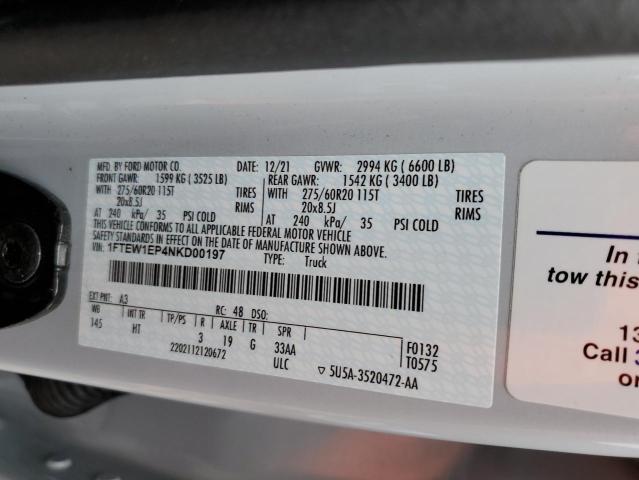 MFD. BY FORD MOTOR CO.
DATE: 12/21 GVWR: 2994 KG ( 6600 LB)
FRONT GAWR: 1599 KG ( 3525 LB)
REAR GAWR: 1542 KG ( 3400 LB)
WITH 275/60R20 115T TIRES
WITH 275/60R20 115T TIRES
20x8.5J RIMS
20x8.5J RIMS
AT 240 kPa/ 35 PSI COLD
AT 240 kPa/ 35 PSI COLD
THIS VEHICLE CONFORMS TO ALL APPLICABLE FEDERAL MOTOR VEHICLE
SAFETY STANDARDS IN EFFECT ON THE DATE OF MANUFACTURE SHOWN ABOVE.
VIN: 1FTEW1EP4NKD00197
TYPE: Truck
EXT PNT: A3 RC: 48 DSO:
WB INT TR TP/PS R AXLE TR SPR
145 HT 3 19 G 33AA
F0132
T0575
2202112120672 ULC
▽ 5U5A-3520472-AA
In
tow this
13
Call 3
or